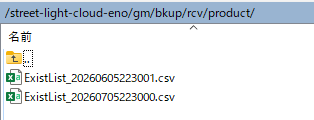 /street-light-cloud-eno/gm/bkup/rcv/product/
名前
..
ExistList_20260605223001.csv
ExistList_20260705223000.csv